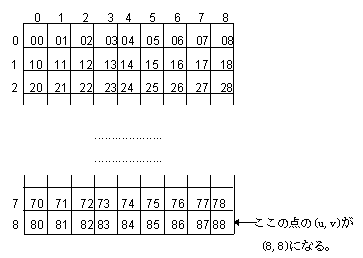 0 1 2 3 4 5 6 7 8
0 00 01 02 03 04 05 06 07 08
1 10 11 12 13 14 15 16 17 18
2 20 21 22 23 24 25 26 27 28
......................
......................
7 70 71 72 73 74 75 76 77 78
8 80 81 82 83 84 85 86 87 88 ここの点の(u, v)が
(8, 8)になる。